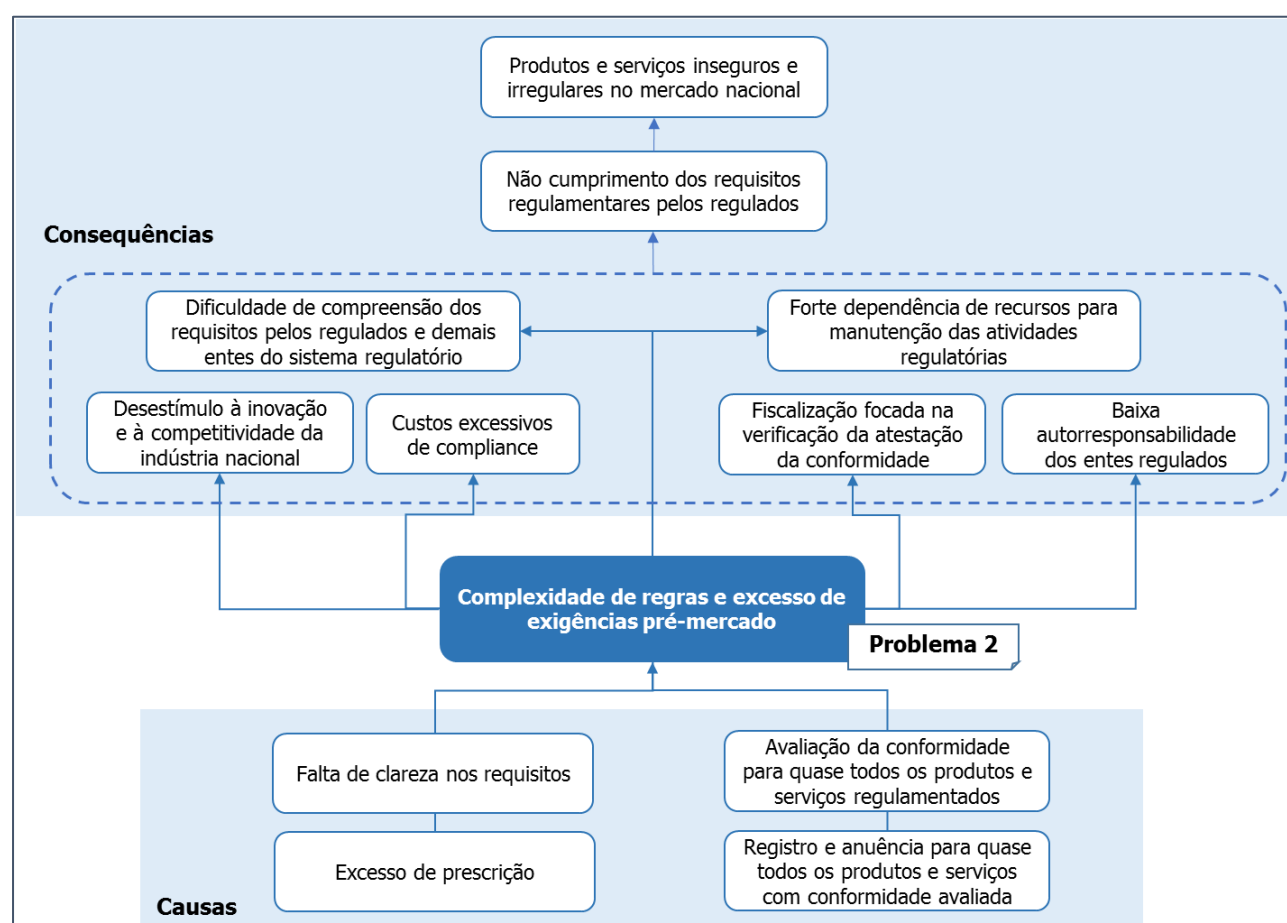 Produtos e serviços inseguros e
irregulares no mercado nacional
Não cumprimento dos requisitos
regulamentares pelos regulados
Consequências
Dificuldade de compreensão dos
requisitos pelos regulados e demais
entes do sistema regulatório
Forte dependência de recursos para
manutenção das atividades
regulatórias
Desestímulo à inovação
e à competitividade da
indústria nacional
Custos excessivos
de compliance
Fiscalização focada na
verificação da atestação
da conformidade
Baixa
autorresponsabilidade
dos entes regulados
Complexidade de regras e excesso de
exigências pré-mercado
Problema 2
Falta de clareza nos requisitos
Avaliação da conformidade
para quase todos os produtos e
serviços regulamentados
Excesso de prescrição
Registro e anuência para quase
todos os produtos e serviços
com conformidade avaliada
Causas